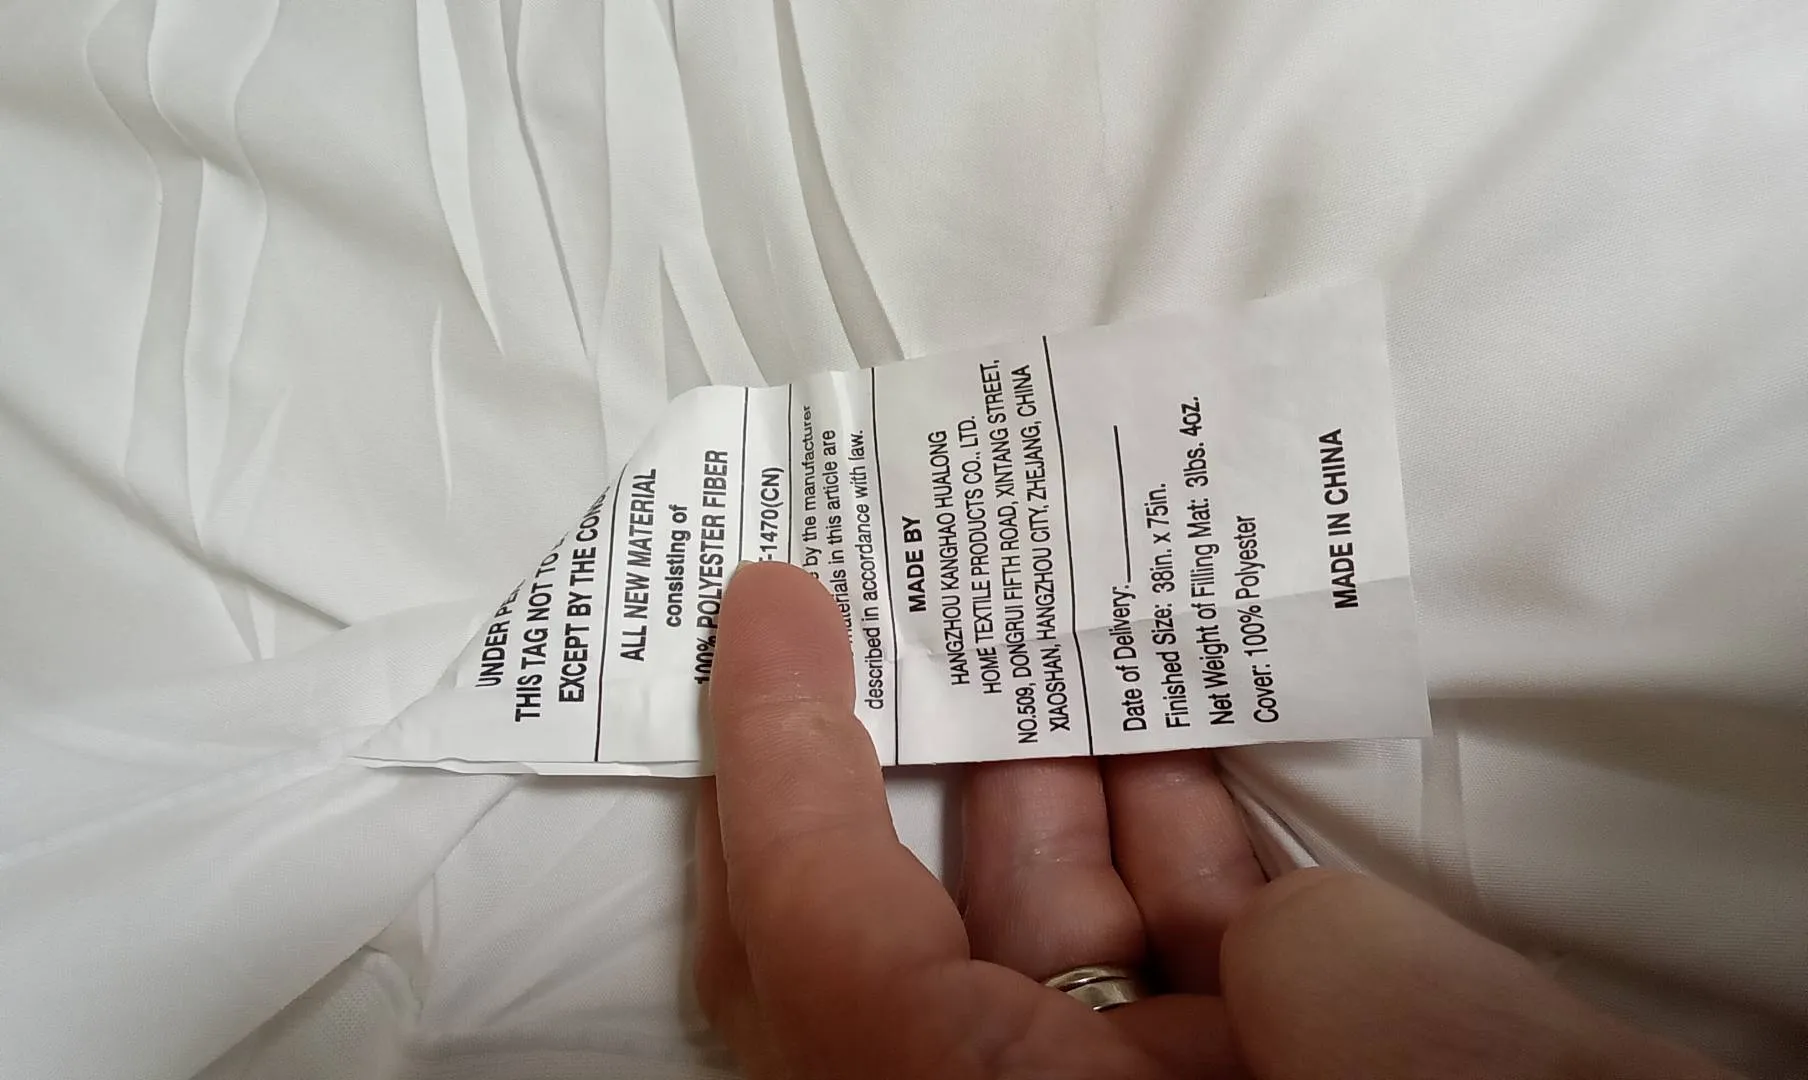 UNDER
THIS TAG NOT TO
EXCEPT BY THE
ALL NEW MATERIAL
consisting of
100% POLYESTER FIBER
-1470(CN)
by the manufacturer
materials in this article are
described in accordance with law.
MADE BY
HANGZHOU KANGHAO HUALONG
HOME TEXTILE PRODUCTS CO., LTD.
NO.509, DONGRUI FIFTH ROAD, XINTANG STREET,
XIAOSHAN, HANGZHOU CITY, ZHEJANG, CHINA
Date of Delivery:
Finished Size: 38in. x 75in.
Net Weight of Filling Mat: 3lbs. 4oz.
Cover: 100% Polyester
MADE IN CHINA